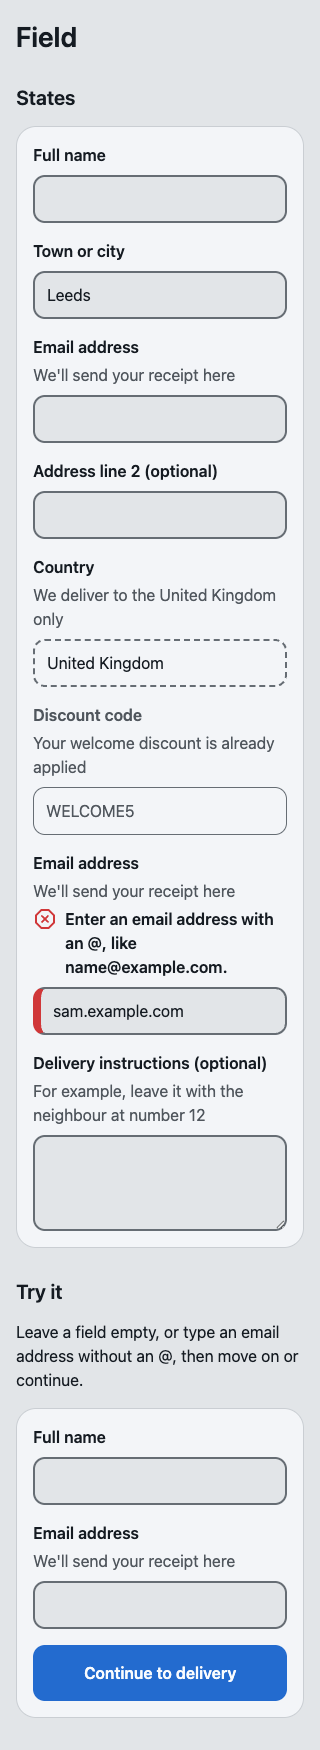 Field
States
Full name
Town or city
Leeds
Email address
We'll send your receipt here
Address line 2 (optional)
Country
We deliver to the United Kingdom
only
United Kingdom
Discount code
Your welcome discount is already
applied
WELCOME5
Email address
We'll send your receipt here
Enter an email address with
an @, like
name@example.com.
sam.example.com
Delivery instructions (optional)
For example, leave it with the
neighbour at number 12
Try it
Leave a field empty, or type an email
address without an @, then move on or
continue.
Full name
Email address
We'll send your receipt here
Continue to delivery